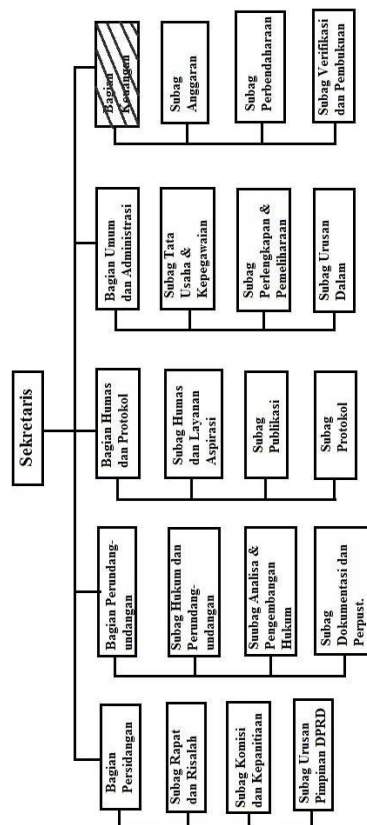 Sekretaris
Bagian
Persidangan
Subag Rapat
dan Risalah
Subag Komisi
dan Kepanitiaan
Subag Urusan
Pimpinan DPRD
Bagian Perundang-
undangan
Subag Hukum dan
Perundang-
undangan
Suubag Analisa &
Pengembangan
Hukum
Subag
Dokumentasi dan
Perpust.
Bagian Humas
dan Protokol
Subag Humas
dan Layanan
Aspirasi
Subag
Publikasi
Subag
Protokol
Bagian Umum
dan Administrasi
Subag Tata
Usaha &
Kepegawaian
Subag
Perlengkapan &
Pemeliharaan
Subag Urusan
Dalam
Bagian
Keuangan
Subag
Anggaran
Subag
Perbendaharaan
Subag Verifikasi
dan Pembukuan